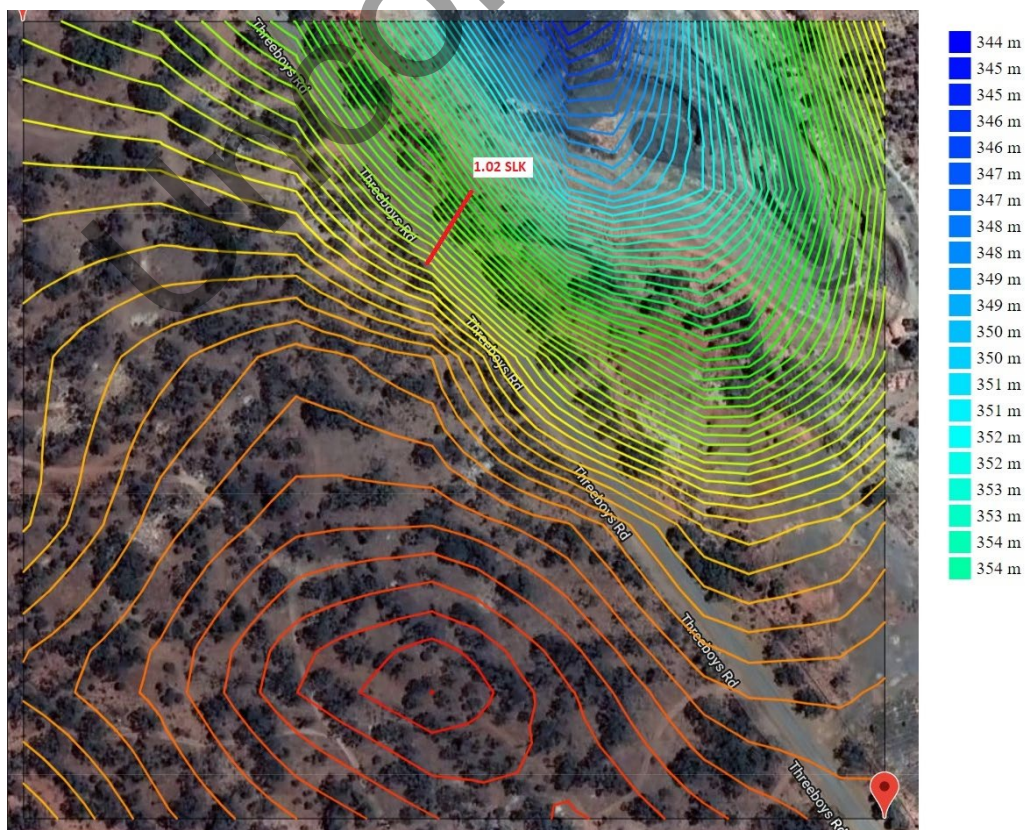 Threeboys Rd
1.02 SLK
Threeboys Rd
Threeboys Rd
Threeboys Rd
Threeboys Rd
Threeboys Rd
344 m
345 m
345 m
346 m
346 m
347 m
347 m
348 m
348 m
349 m
349 m
350 m
350 m
351 m
351 m
352 m
352 m
353 m
353 m
354 m
354 m